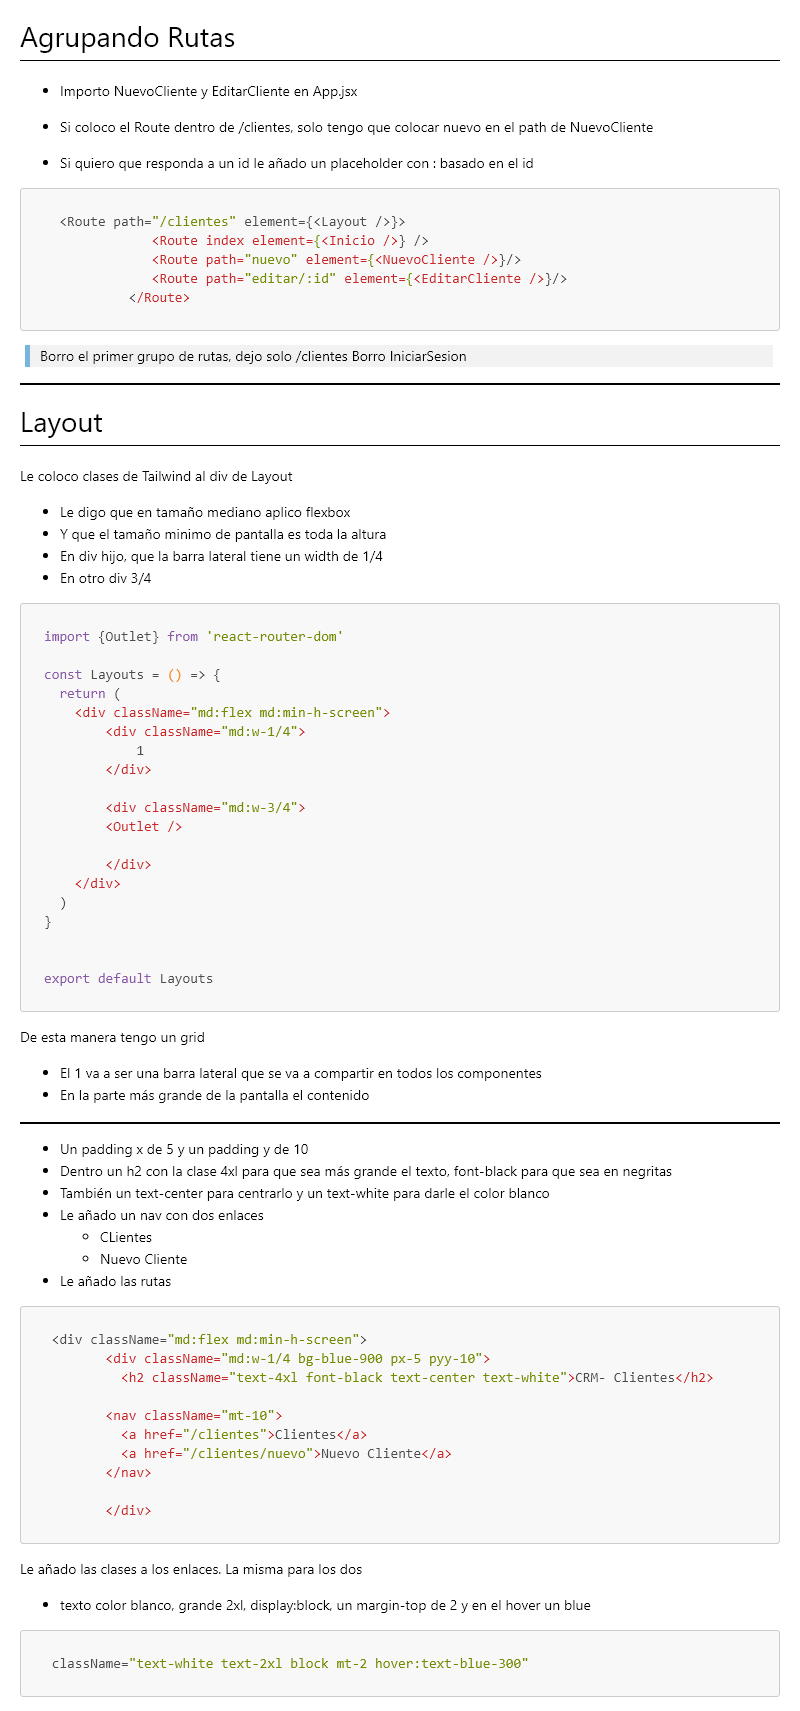 Agrupando Rutas
Importo NuevoCliente y EditarCliente en App.jsx
Si coloco el Route dentro de /clientes, solo tengo que colocar nuevo en el path de NuevoCliente
Si quiero que responda a un id le añado un placeholder con : basado en el id
<Route path="/clientes" element={<Layout />}>
<Route index element={<Inicio />} />
<Route path="nuevo" element={<NuevoCliente />}/>
<Route path="editar/:id" element={<EditarCliente />}/>
</Route>
Borro el primer grupo de rutas, dejo solo /clientes Borro IniciarSesion
Layout
Le coloco clases de Tailwind al div de Layout
Le digo que en tamaño mediano aplico flexbox
Y que el tamaño minimo de pantalla es toda la altura
En div hijo, que la barra lateral tiene un width de 1/4
En otro div 3/4
import {Outlet} from 'react-router-dom'
const Layouts = () => {
return (
<div className="md:flex md:min-h-screen">
<div className="md:w-1/4">
1
</div>
<div className="md:w-3/4">
<Outlet />
</div>
</div>
)
}
export default Layouts
De esta manera tengo un grid
El 1 va a ser una barra lateral que se va a compartir en todos los componentes
En la parte más grande de la pantalla el contenido
Un padding x de 5 y un padding y de 10
Dentro un h2 con la clase 4xl para que sea más grande el texto, font-black para que sea en negritas
También un text-center para centrarlo y un text-white para darle el color blanco
Le añado un nav con dos enlaces
CLientes
Nuevo Cliente
Le añado las rutas
<div className="md:flex md:min-h-screen">
<div className="md:w-1/4 bg-blue-900 px-5 pyy-10">
<h2 className="text-4xl font-black text-center text-white">CRM- Clientes</h2>
<nav className="mt-10">
<a href="/clientes">Clientes</a>
<a href="/clientes/nuevo">Nuevo Cliente</a>
</nav>
</div>
Le añado las clases a los enlaces. La misma para los dos
texto color blanco, grande 2xl, display:block, un margin-top de 2 y en el hover un blue
className="text-white text-2xl block mt-2 hover:text-blue-300"